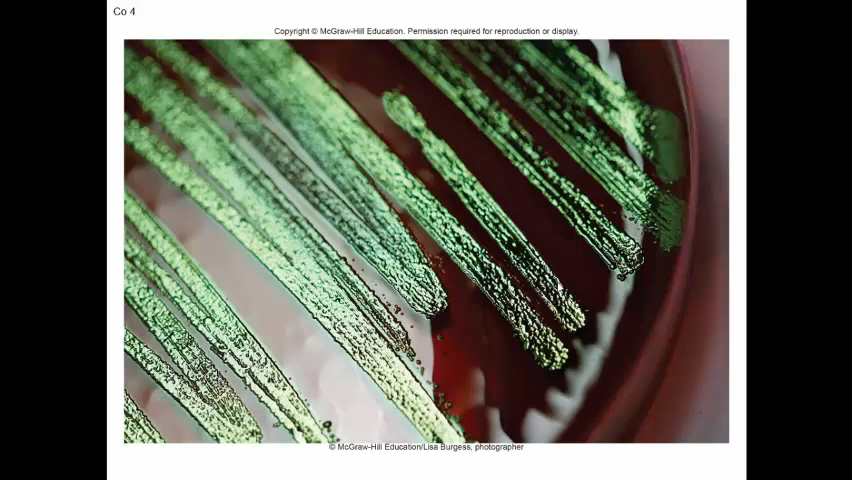 Co 4
Copyright © McGraw-Hill Education. Permission required for reproduction or display.
© McGraw-Hill Education/Lisa Burgess, photographer